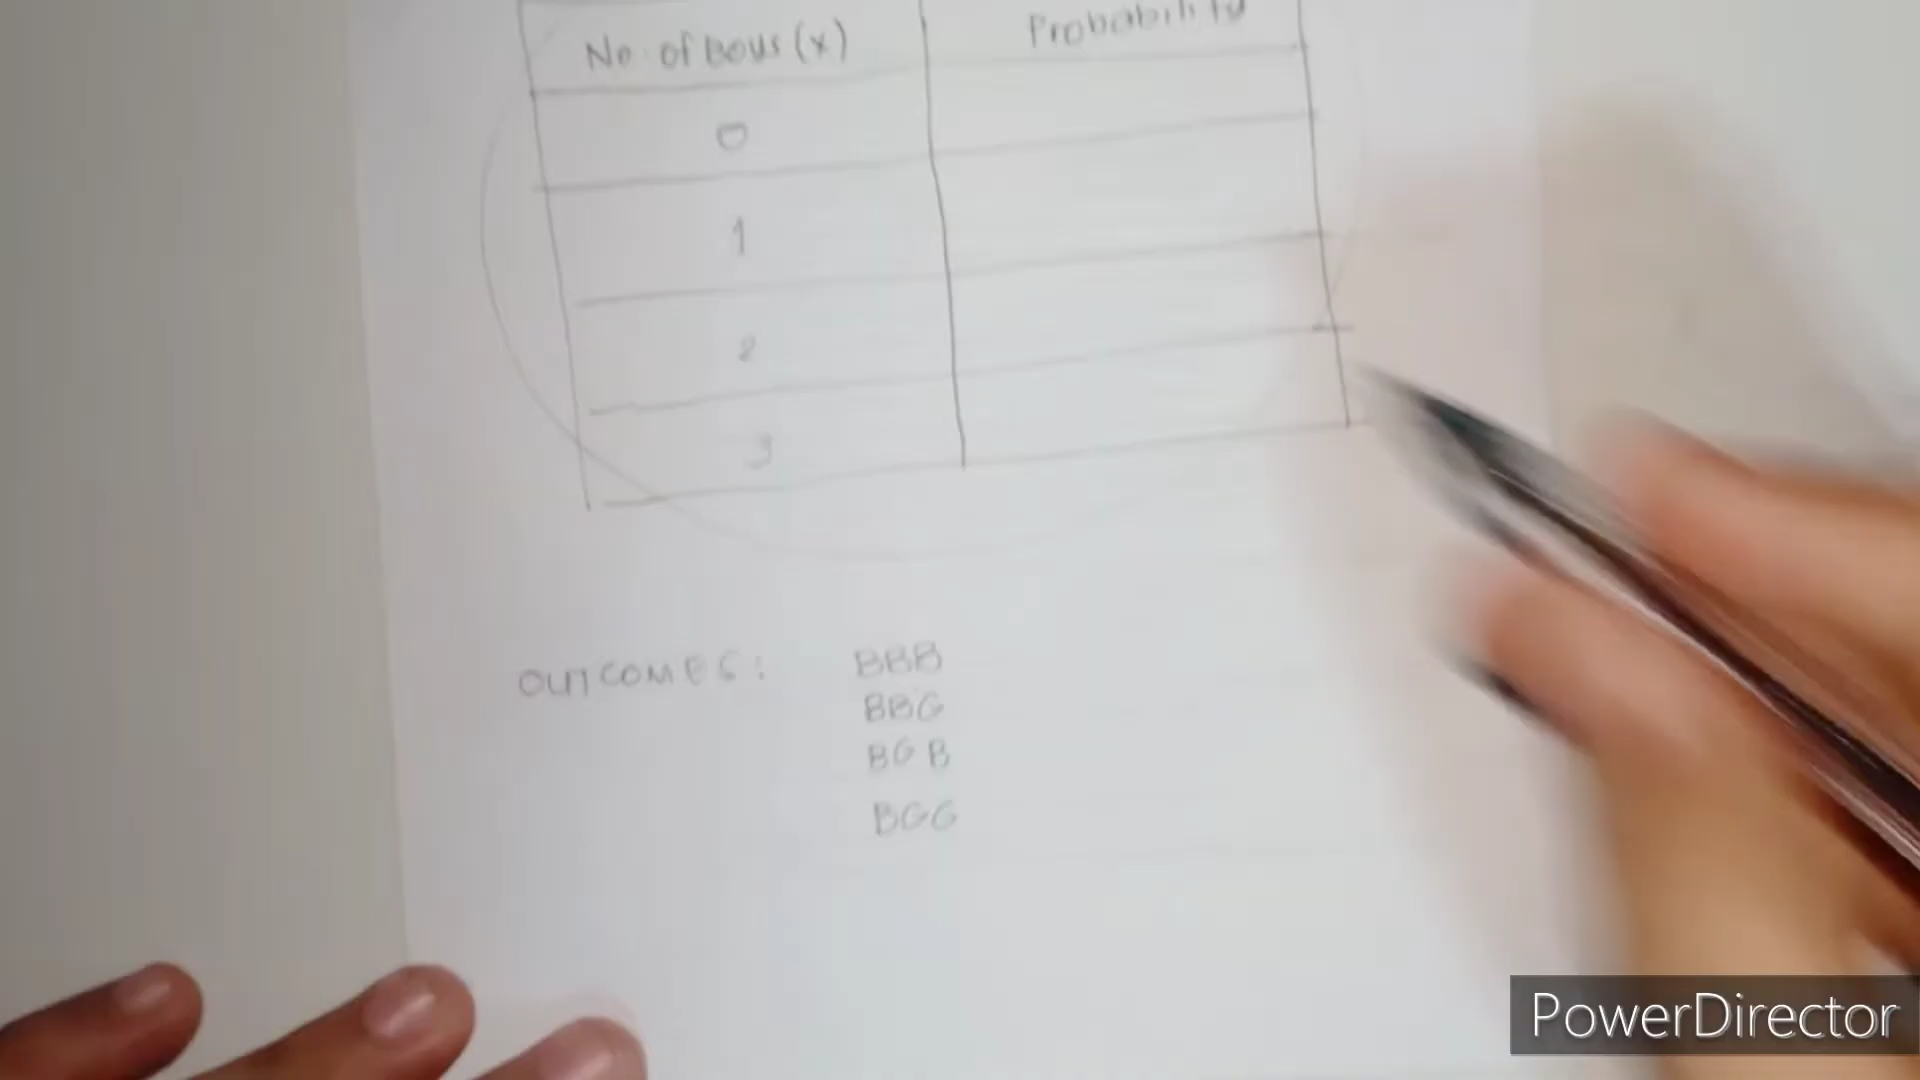 No. of Boys (x) Probability
0
1
2
3
OUTCOMES: BBB
BBG
BGB
BGG
PowerDirector